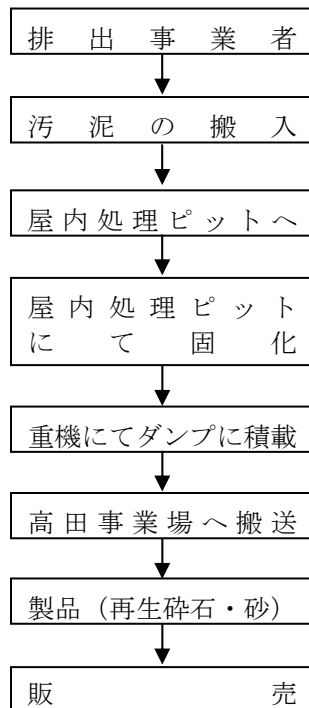 排出事業者
汚泥の搬入
屋内処理ピットへ
屋内処理ピット
にて固化
重機にてダンプに積載
高田事業場へ搬送
製品（再生砕石・砂）
販売